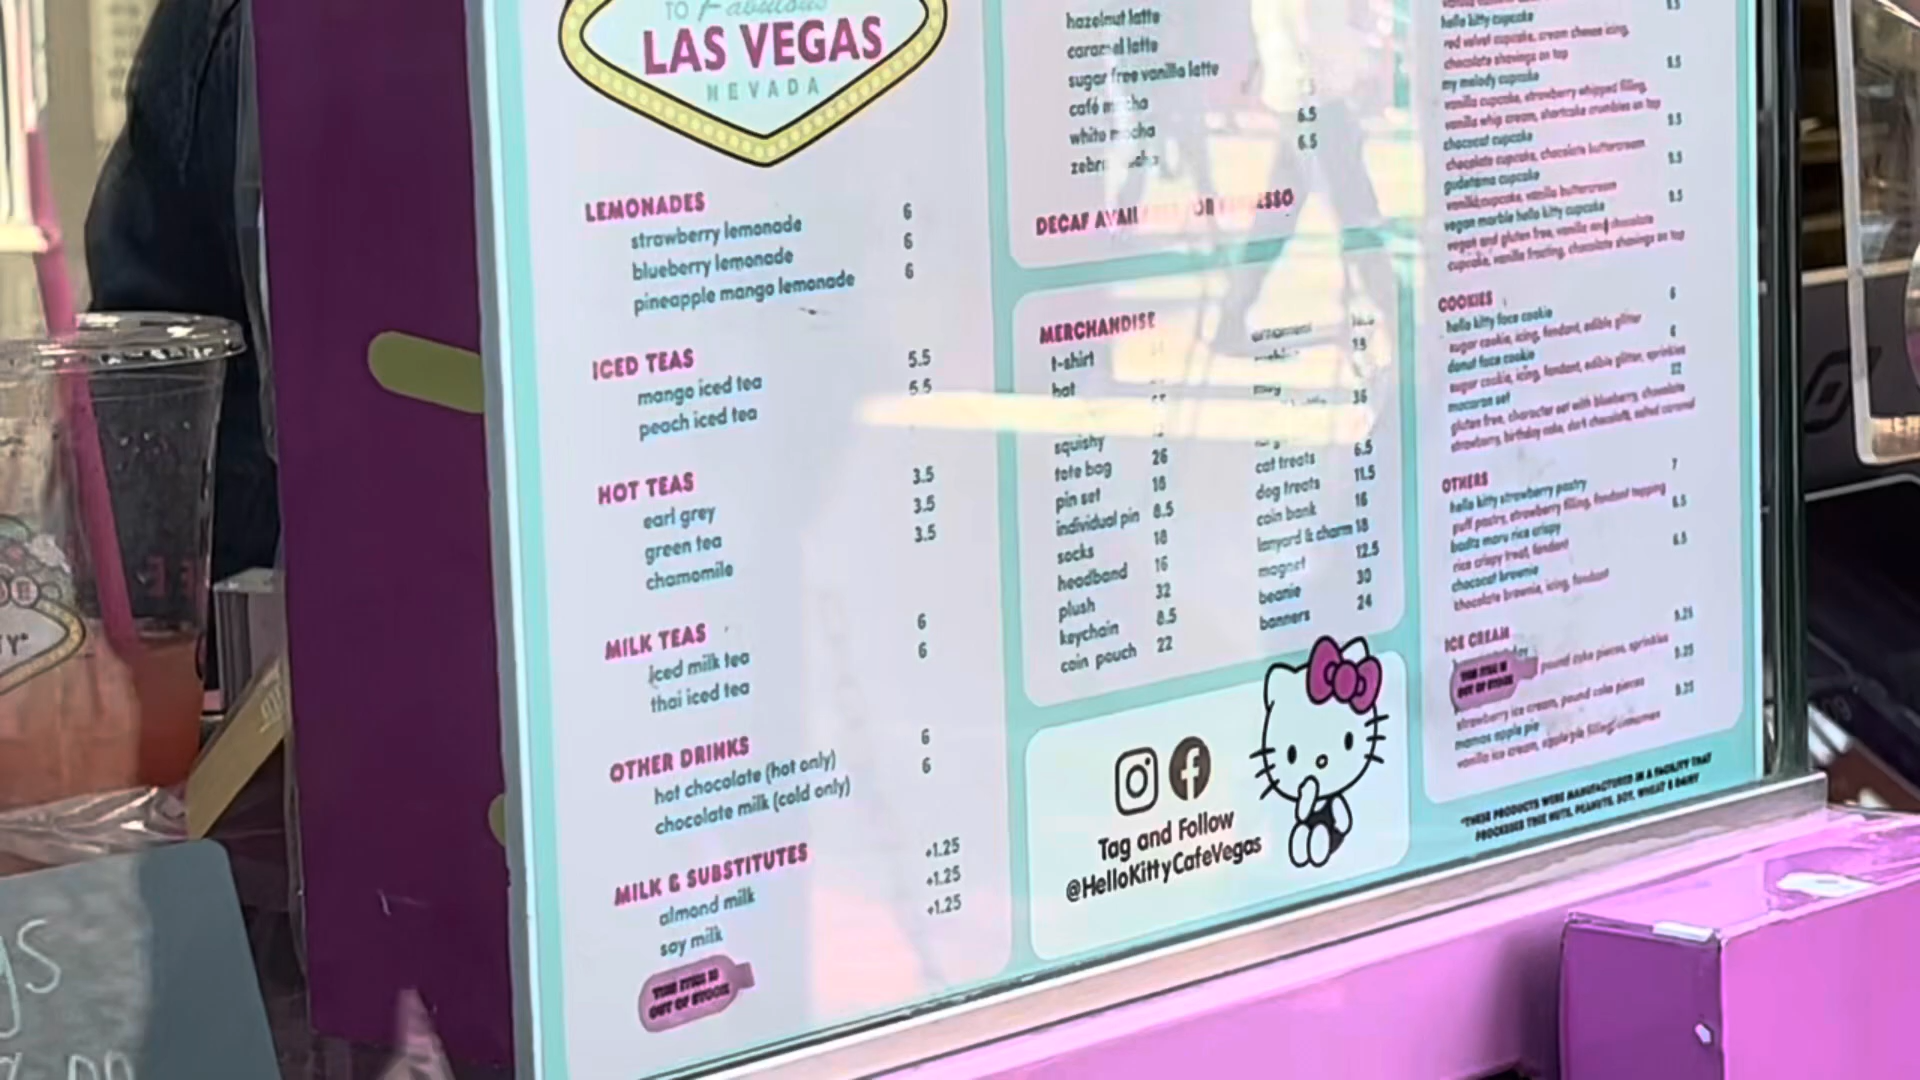 TO Fabulous
LAS VEGAS
NEVADA
LEMONADES
strawberry lemonade 6
blueberry lemonade 6
pineapple mango lemonade 6
ICED TEAS
mango iced tea 5.5
peach iced tea 5.5
HOT TEAS
earl grey 3.5
green tea 3.5
chamomile 3.5
MILK TEAS
iced milk tea 6
thai iced tea 6
OTHER DRINKS
hot chocolate (hot only) 6
chocolate milk (cold only) 6
MILK & SUBSTITUTES
almond milk +1.25
soy milk +1.25
+1.25
THIS ITEM IS
OUT OF STOCK
hazelnut latte
caramel latte
sugar free vanilla latte
café mocha
white mocha 6.5
zebra mocha 6.5
DECAF AVAILABLE FOR ESPRESSO
MERCHANDISE
t-shirt
hat
squishy
tote bag 26
pin set 18
individual pin 8.5
socks 18
headband 16
plush 32
keychain 8.5
coin pouch 22
ornament
19
mug
36
cat treats 6.5
dog treats 11.5
coin bank 16
lanyard & charm 18
magnet 12.5
beanie 30
banners 24
Tag and Follow
@HelloKittyCafeVegas
hello kitty cupcake
red velvet cupcake, cream cheese icing,
chocolate shavings on top
my melody cupcake
vanilla cupcake, strawberry whipped filling,
vanilla whip cream, shortcake crumbles on top
chococat cupcake
chocolate cupcake, chocolate buttercream
gudetama cupcake
vanilla cupcake, vanilla buttercream
vegan marble hello kitty cupcake
vegan and gluten free, vanilla and chocolate
cupcake, vanilla frosting, chocolate shavings on top
COOKIES
hello kitty face cookie 6
sugar cookie, icing, fondant, edible glitter
donut face cookie 6
sugar cookie, icing, fondant, edible glitter, sprinkles
macaron set 12
gluten free, character set with blueberry, chocolate
strawberry, birthday cake, dark chocolate, salted caramel
OTHERS
hello kitty strawberry pastry 7
puff pastry, strawberry filling, fondant topping
badtz maru rice crispy 6.5
rice crispy treat, fondant
chococat brownie 6.5
chocolate brownie, icing, fondant
ICE CREAM
THIS ITEM IS
OUT OF STOCK
pound cake pieces, sprinkles
strawberry ice cream, pound cake pieces
mamas apple pie
vanilla ice cream, apple pie filling, cinnamon
*THESE PRODUCTS WERE MANUFACTURED IN A FACILITY THAT
PROCESSES TREE NUTS, PEANUTS, SOY, WHEAT & DAIRY